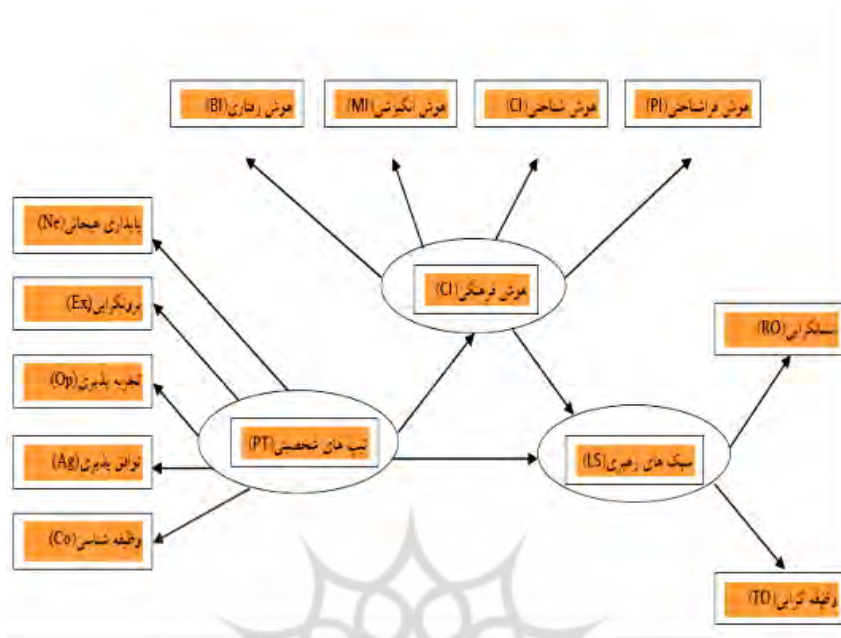 هوش فراشناختی(PI)
هوش شناختی(CI)
هوش انگیزشی(MI)
هوش رفتاری(BI)
پایداری هیجانی(Ne)
برونگرایی(Ex)
تجربه پذیری(Op)
توافق پذیری(Ag)
وظیفه شناسی(Co)
هوش فرهنگی(CI)
تیپ های شخصیتی(PT)
سبک های رهبری(LS)
(RO)
وظیفه گرایی(TO)